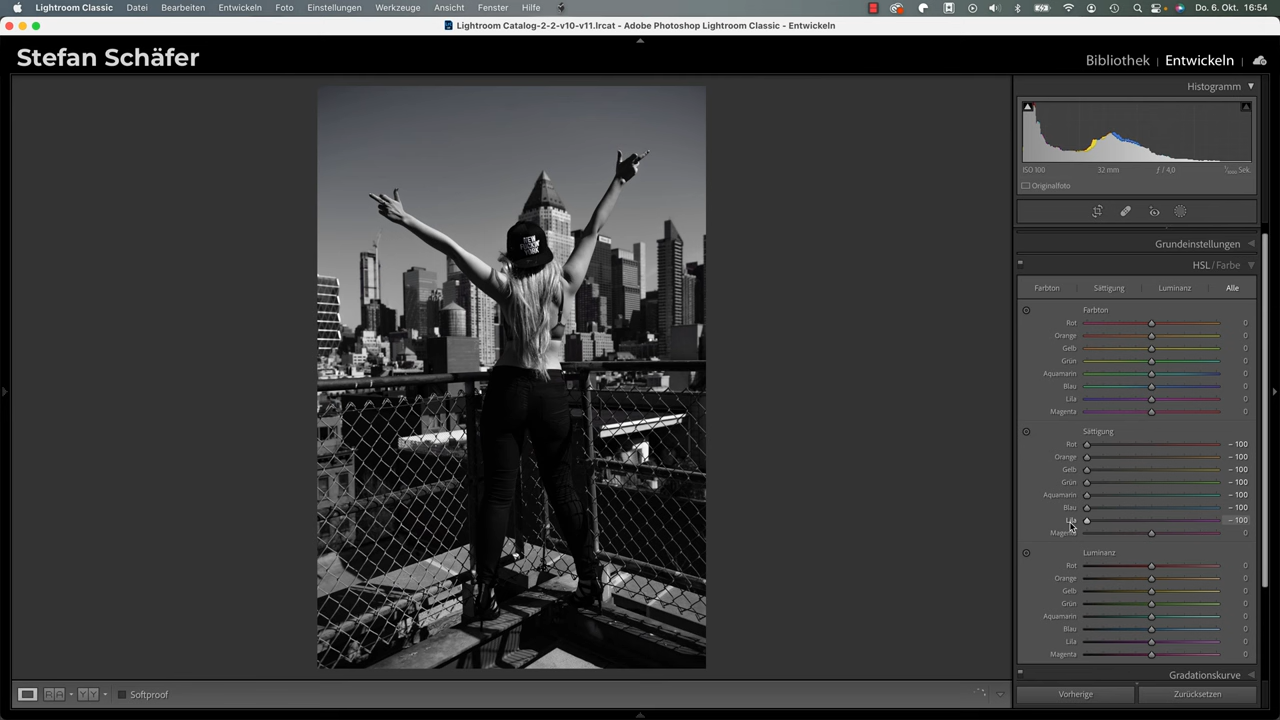 Lightroom Classic Datei Bearbeiten Entwickeln Foto Einstellungen Werkzeuge Ansicht Fenster Hilfe Do. 6. Okt. 16:54
Lightroom Catalog-2-2-v10-v11.lrcat - Adobe Photoshop Lightroom Classic - Entwickeln
Stefan Schäfer
Bibliothek | Entwickeln
Histogramm
ISO 100 32 mm ƒ / 4,0
Originalfoto
Grundeinstellungen
HSL / Farbe
Farbton Sättigung Luminanz Alle
Farbton
Rot 0
Orange 0
Gelb 0
Grün 0
Aquamarin 0
Blau 0
Lila 0
Magenta 0
Sättigung
Rot – 100
Orange – 100
Gelb – 100
Grün – 100
Aquamarin – 100
Blau – 100
Lila – 100
Magenta 0
Luminanz
Rot 0
Orange 0
Gelb 0
Grün 0
Aquamarin 0
Blau 0
Lila 0
Magenta 0
Gradationskurve
Vorherige Zurücksetzen
RA YY Softproof
NEW
FUCKIN'
YORK